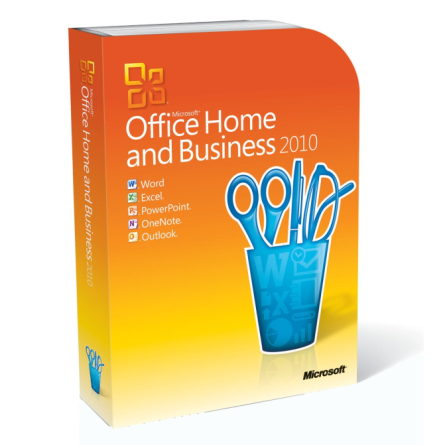 Microsoft®
Office Home
and Business 2010
Word
Excel®
PowerPoint®
OneNote®
Outlook®
Microsoft®
Office Home and Business 2010